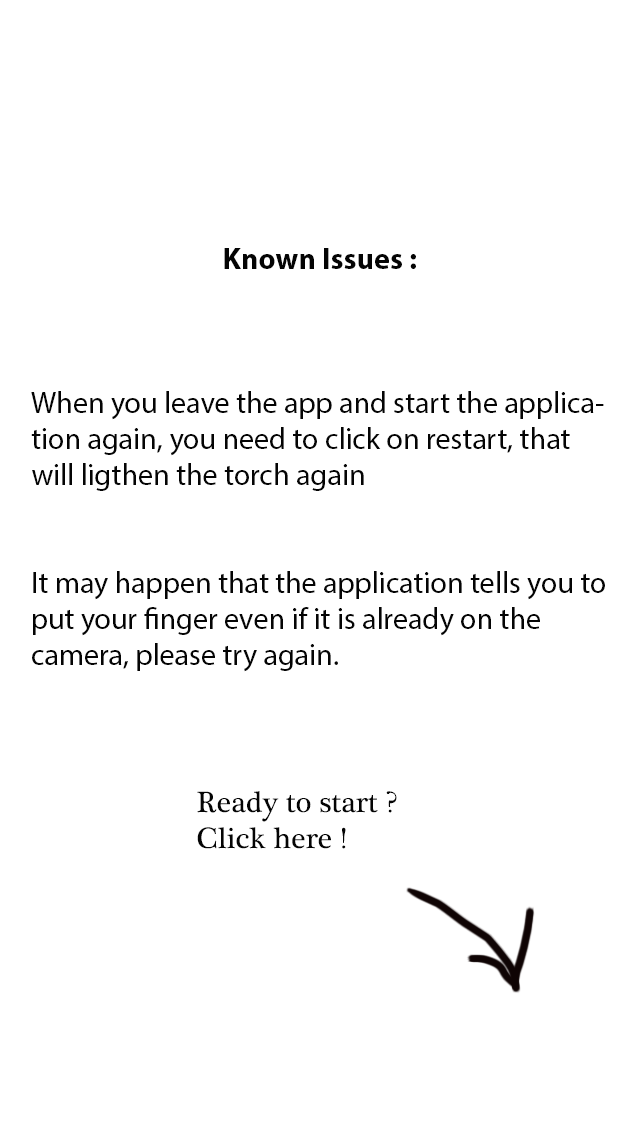 Known Issues :
When you leave the app and start the applica-
tion again, you need to click on restart, that
will ligthen the torch again
It may happen that the application tells you to
put your finger even if it is already on the
camera, please try again.
Ready to start ?
Click here !